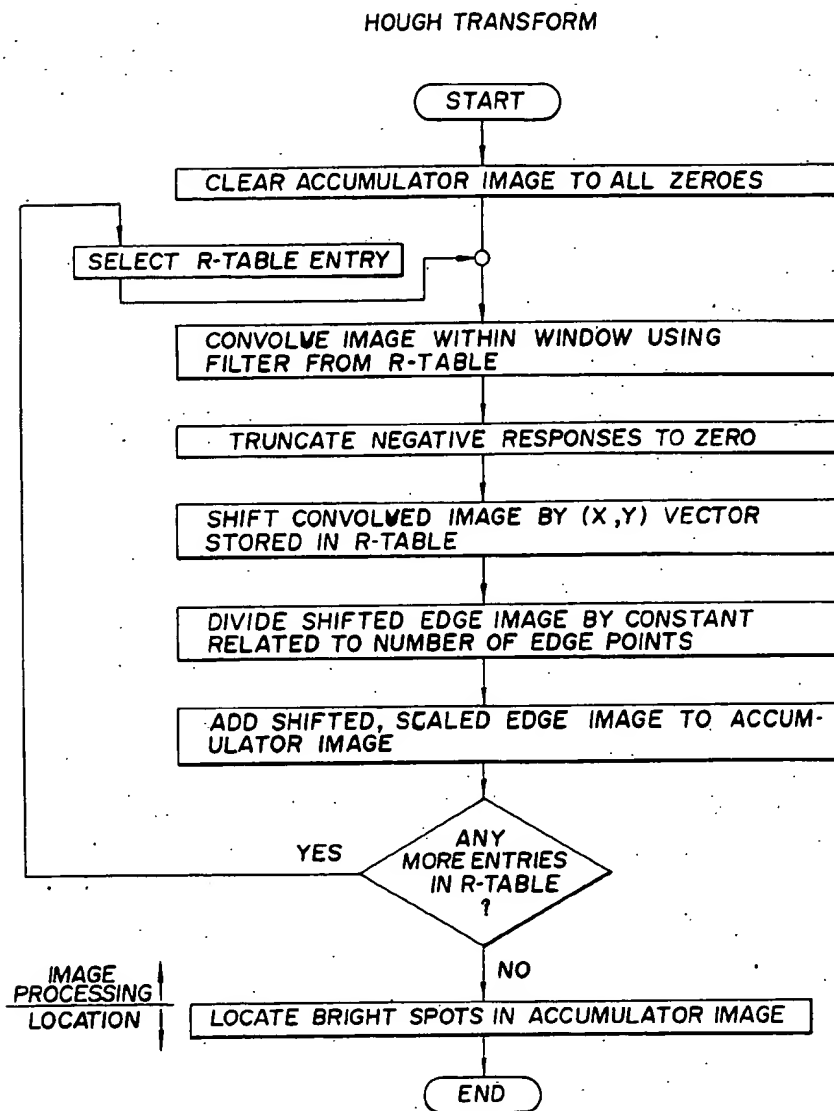 HOUGH TRANSFORM
START
CLEAR ACCUMULATOR IMAGE TO ALL ZEROES
SELECT R-TABLE ENTRY
CONVOLVE IMAGE WITHIN WINDOW USING
FILTER FROM R-TABLE
TRUNCATE NEGATIVE RESPONSES TO ZERO
SHIFT CONVOLVED IMAGE BY (X,Y) VECTOR
STORED IN R-TABLE
DIVIDE SHIFTED EDGE IMAGE BY CONSTANT
RELATED TO NUMBER OF EDGE POINTS
ADD SHIFTED, SCALED EDGE IMAGE TO ACCUM-
ULATOR IMAGE
YES
ANY
MORE ENTRIES
IN R-TABLE
?
NO
IMAGE
PROCESSING
LOCATION
LOCATE BRIGHT SPOTS IN ACCUMULATOR IMAGE
END